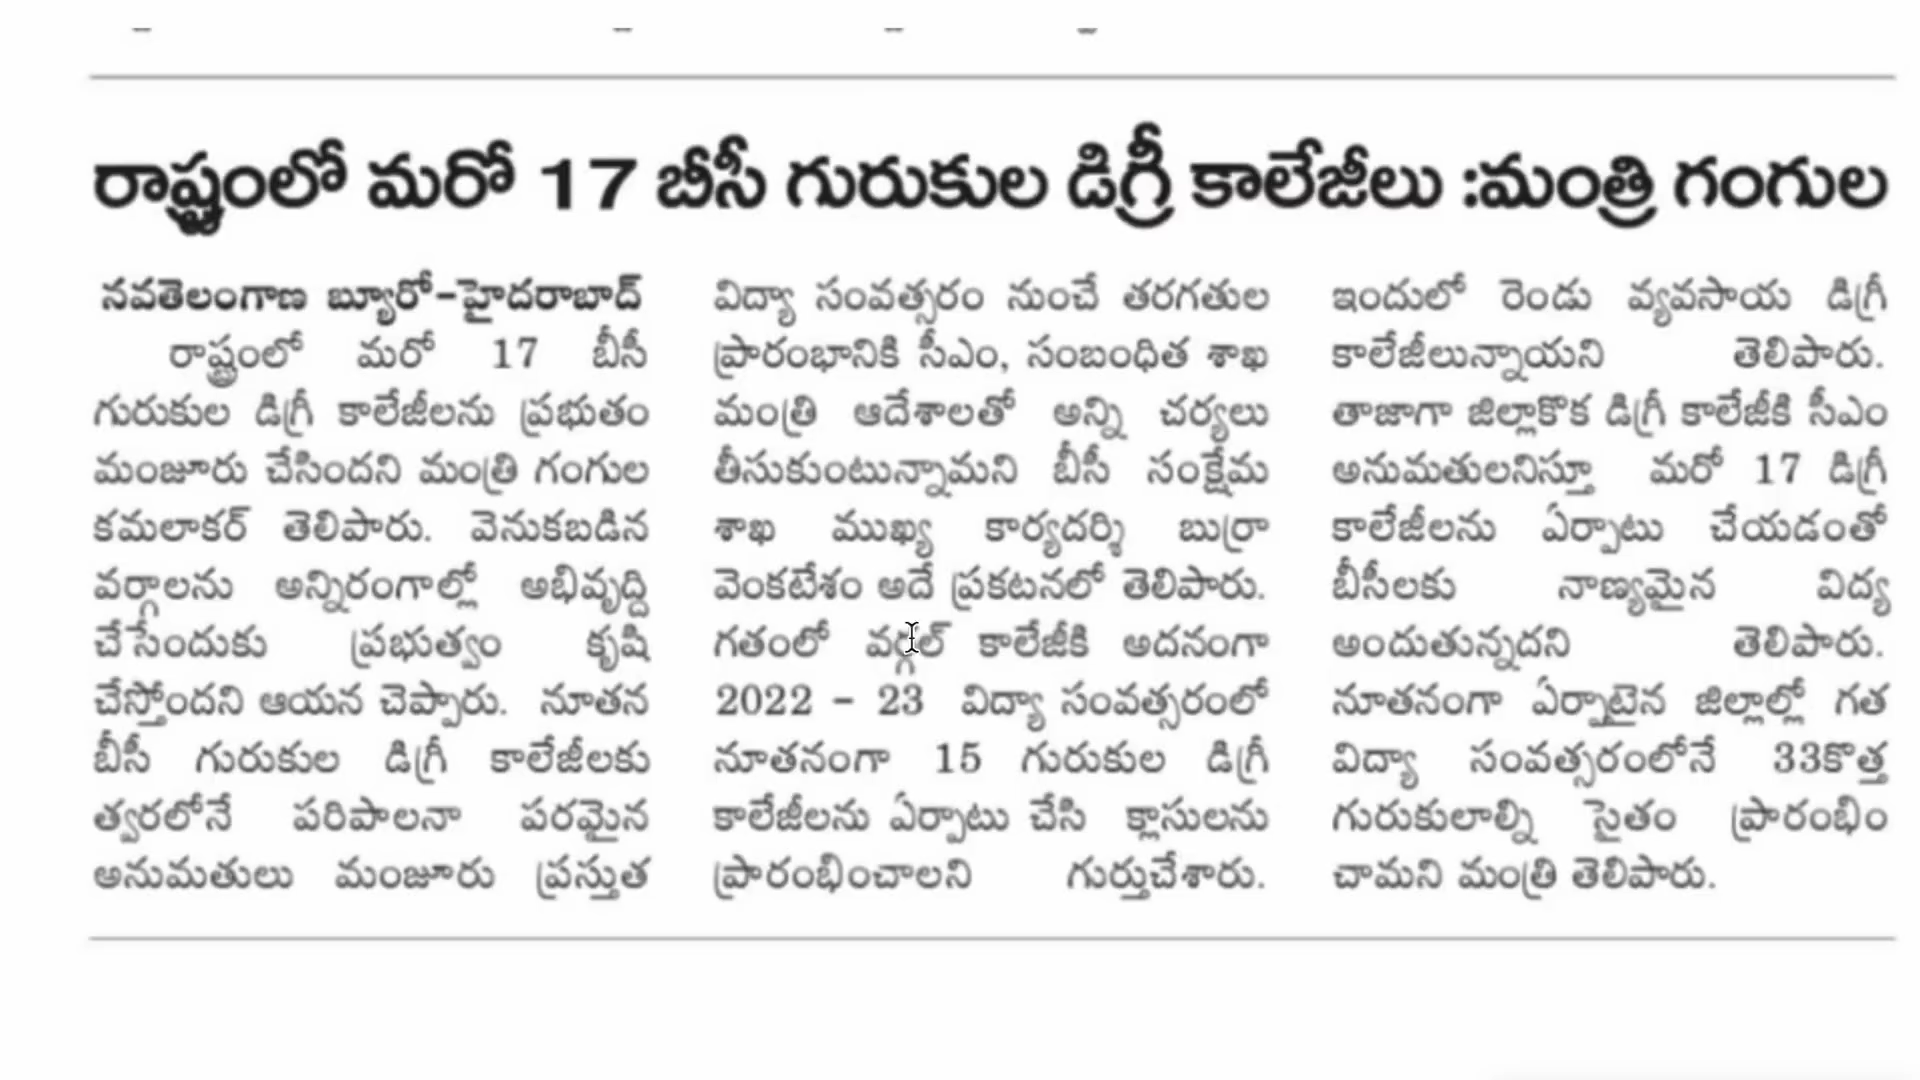 రాష్ట్రంలో మరో 17 బీసీ గురుకుల డిగ్రీ కాలేజీలు :మంత్రి గంగుల
నవతెలంగాణ బ్యూరో-హైదరాబాద్
రాష్ట్రంలో మరో 17 బీసీ
గురుకుల డిగ్రీ కాలేజీలను ప్రభుతం
మంజూరు చేసిందని మంత్రి గంగుల
కమలాకర్ తెలిపారు. వెనుకబడిన
వర్గాలను అన్నిరంగాల్లో అభివృద్ది
చేసేందుకు ప్రభుత్వం కృషి
చేస్తోందని ఆయన చెప్పారు. నూతన
బీసీ గురుకుల డిగ్రీ కాలేజీలకు
త్వరలోనే పరిపాలనా పరమైన
అనుమతులు మంజూరు ప్రస్తుత
విద్యా సంవత్సరం నుంచే తరగతుల
ప్రారంభానికి సీఎం, సంబంధిత శాఖ
మంత్రి ఆదేశాలతో అన్ని చర్యలు
తీసుకుంటున్నామని బీసీ సంక్షేమ
శాఖ ముఖ్య కార్యదర్శి బుర్రా
వెంకటేశం అదే ప్రకటనలో తెలిపారు.
గతంలో వర్గల్ కాలేజీకి అదనంగా
2022 - 23 విద్యా సంవత్సరంలో
నూతనంగా 15 గురుకుల డిగ్రీ
కాలేజీలను ఏర్పాటు చేసి క్లాసులను
ప్రారంభించాలని గుర్తుచేశారు.
ఇందులో రెండు వ్యవసాయ డిగ్రీ
కాలేజీలున్నాయని తెలిపారు.
తాజాగా జిల్లాకొక డిగ్రీ కాలేజీకి సీఎం
అనుమతులనిస్తూ మరో 17 డిగ్రీ
కాలేజీలను ఏర్పాటు చేయడంతో
బీసీలకు నాణ్యమైన విద్య
అందుతున్నదని తెలిపారు.
నూతనంగా ఏర్పాటైన జిల్లాల్లో గత
విద్యా సంవత్సరంలోనే 33కొత్త
గురుకులాల్ని సైతం ప్రారంభిం
చామని మంత్రి తెలిపారు.